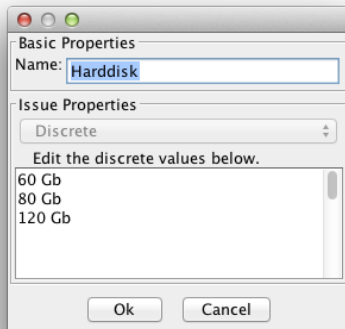 Basic Properties
Name: Harddisk
Issue Properties
Discrete
Edit the discrete values below.
60 Gb
80 Gb
120 Gb
Ok Cancel